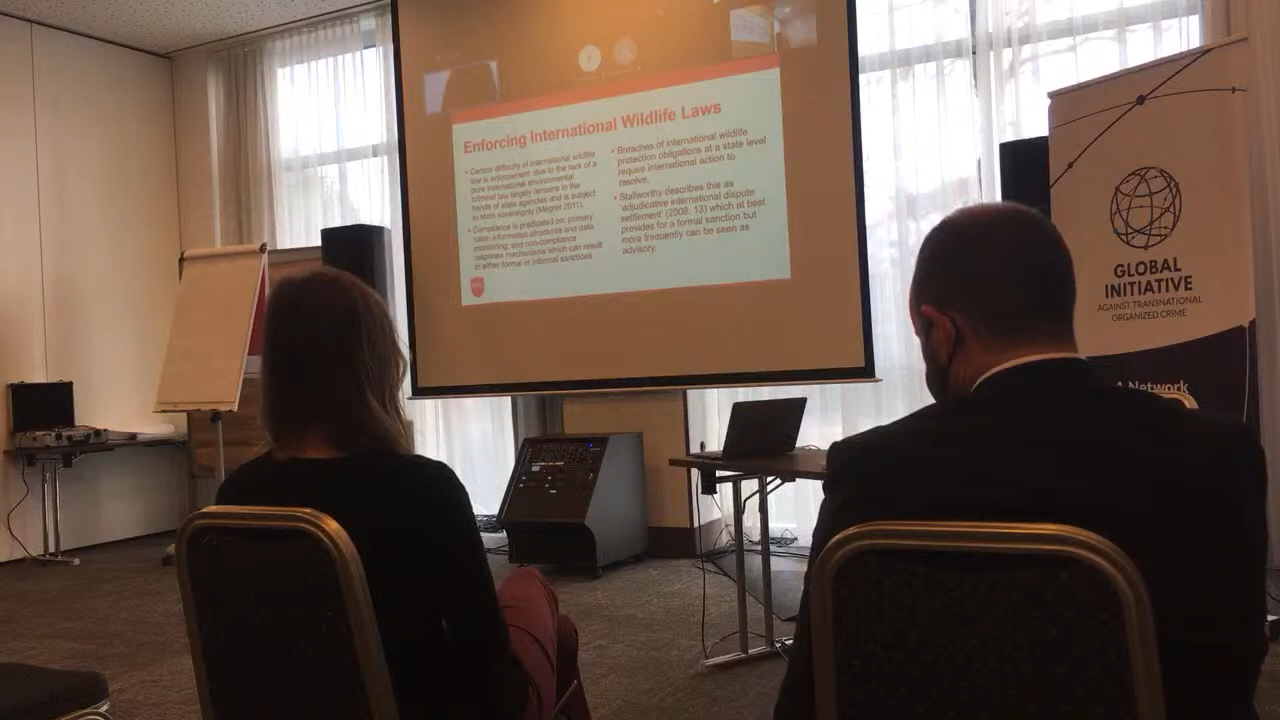 Enforcing International Wildlife Laws
• Central difficulty of international wildlife
law is enforcement due to the lack of a
pure international environmental
criminal law largely remains in the
hands of state agencies and is subject
to state sovereignty (Megret 2011).
• Compliance is predicated on; primary
rules; information structures and data
monitoring; and non-compliance
response mechanisms which can result
in either formal or informal sanctions
• Breaches of international wildlife
protection obligations at a state level
require international action to
resolve.
• Stallworthy describes this as
'adjudicative international dispute
settlement' (2008: 13) which at best
provides for a formal sanction but
more frequently can be seen as
advisory.
GLOBAL
INITIATIVE
AGAINST TRANSNATIONAL
ORGANIZED CRIME
A Network